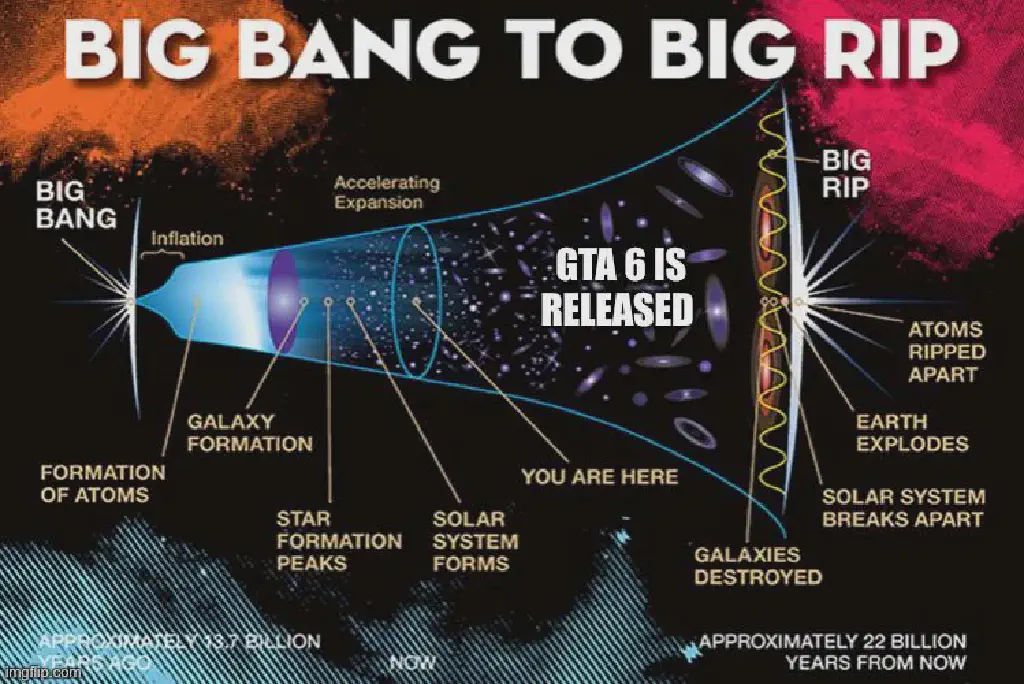 BIG BANG TO BIG RIP
BIG
BANG
Inflation
Accelerating
Expansion
BIG
RIP
GTA 6 IS
RELEASED
ATOMS
RIPPED
APART
EARTH
EXPLODES
SOLAR SYSTEM
BREAKS APART
GALAXIES
DESTROYED
YOU ARE HERE
SOLAR
SYSTEM
FORMS
STAR
FORMATION
PEAKS
GALAXY
FORMATION
FORMATION
OF ATOMS
APPROXIMATELY 13.7 BILLION
YEARS AGO
NOW
APPROXIMATELY 22 BILLION
YEARS FROM NOW
imgflip.com